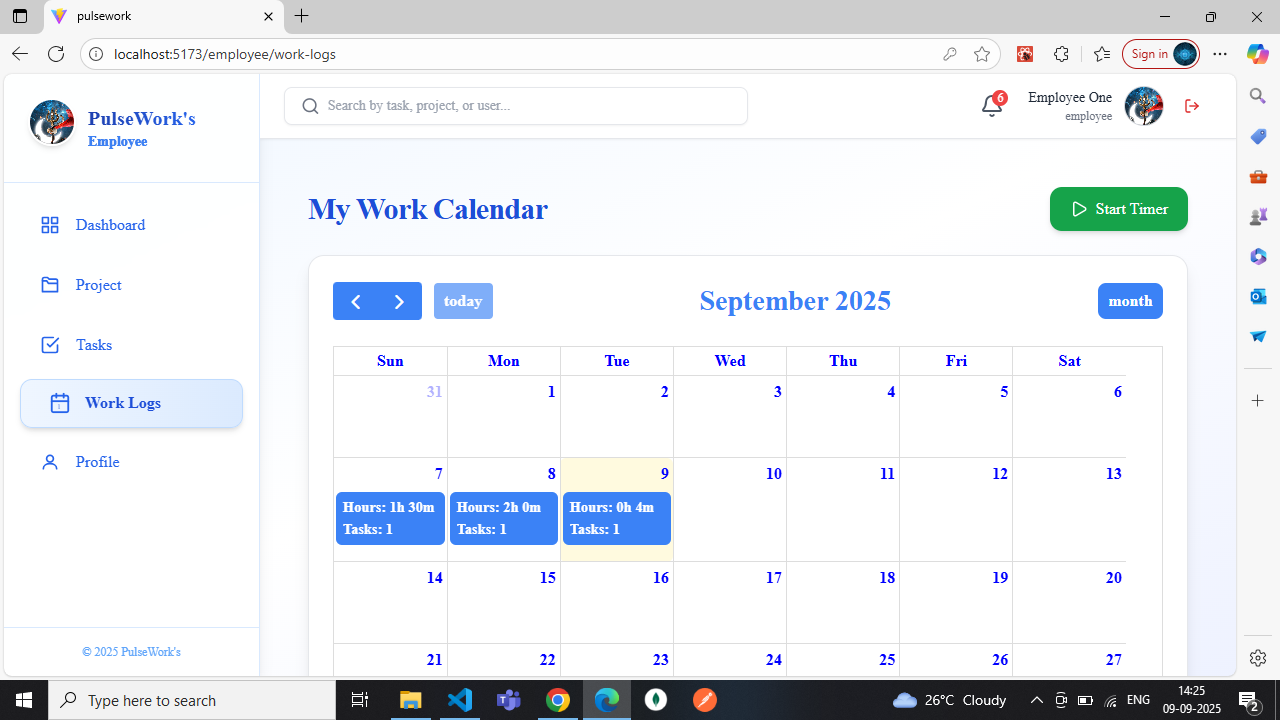 pulsework
localhost:5173/employee/work-logs
Sign in
PulseWork's
Employee
Search by task, project, or user...
6
Employee One
employee
Dashboard
Project
Tasks
Work Logs
Profile
© 2025 PulseWork's
My Work Calendar
Start Timer
today
September 2025
month
Sun Mon Tue Wed Thu Fri Sat
31 1 2 3 4 5 6
7 8 9 10 11 12 13
Hours: 1h 30m Hours: 2h 0m Hours: 0h 4m
Tasks: 1 Tasks: 1 Tasks: 1
14 15 16 17 18 19 20
21 22 23 24 25 26 27
Type here to search
26°C Cloudy
ENG
14:25
09-09-2025
2